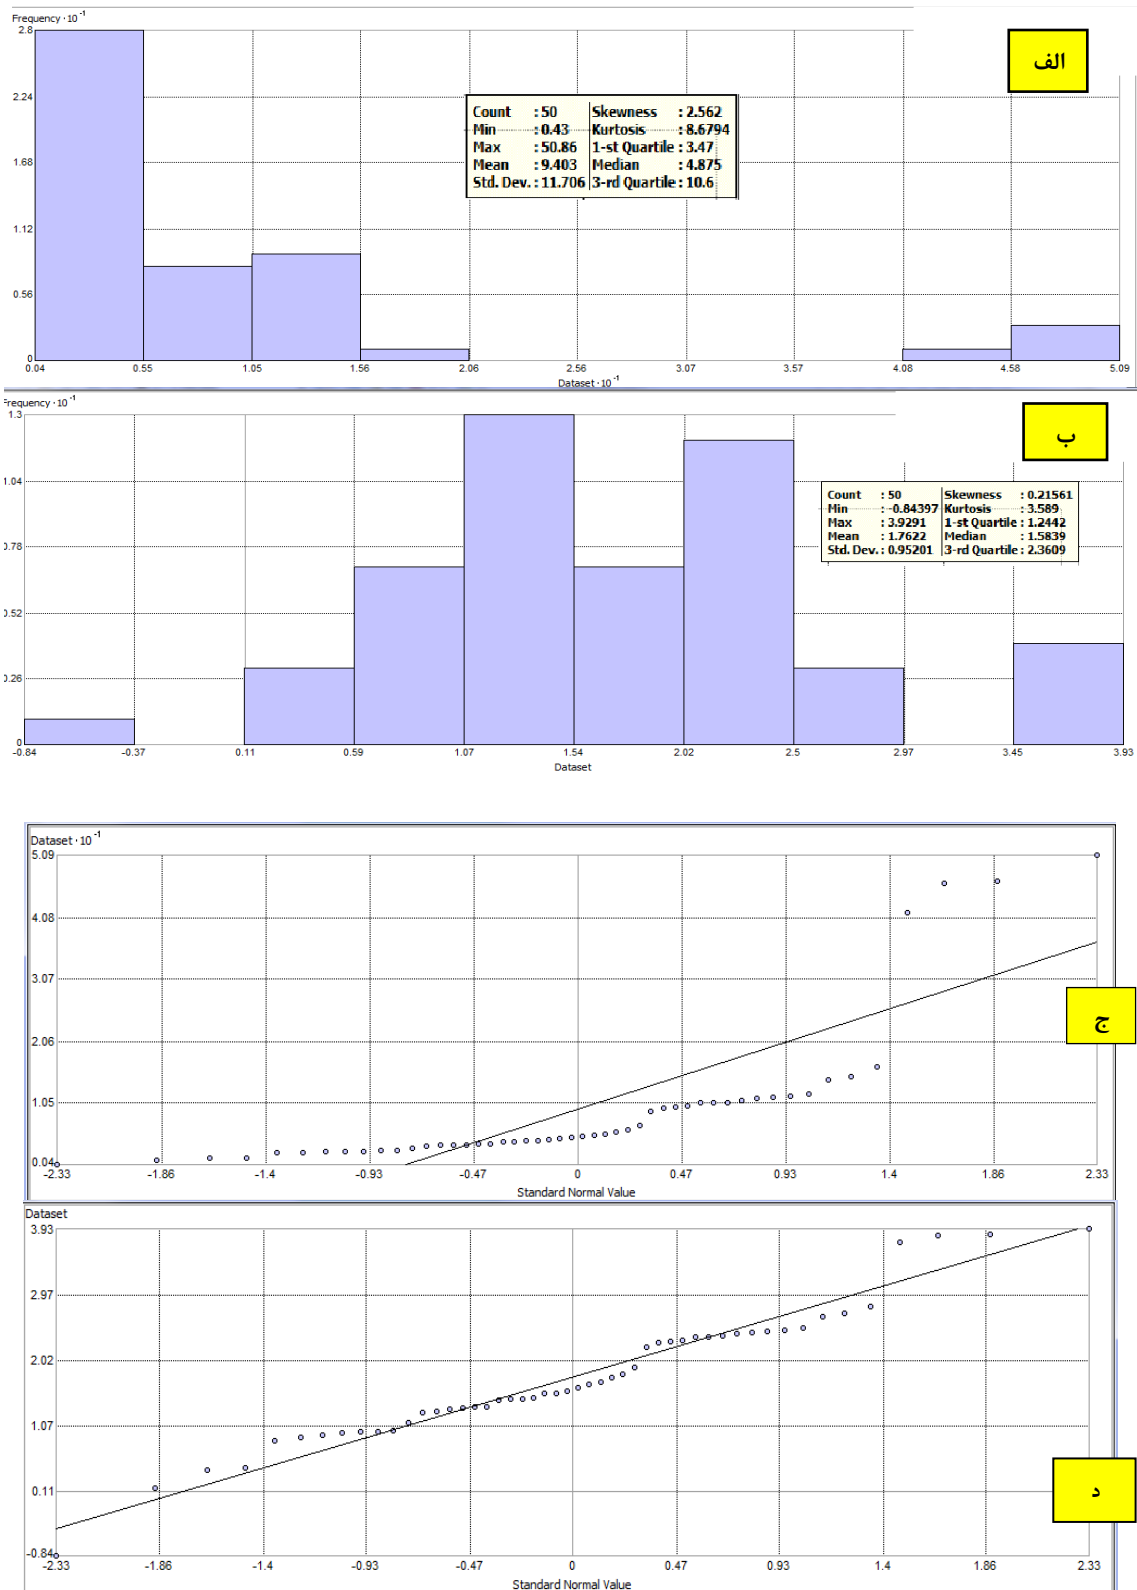 Frequency · 10⁻¹
2.8
الف
2.24
Count : 50 Skewness : 2.562
Min : 0.43 Kurtosis : 8.6794
Max : 50.86 1-st Quartile : 3.47
Mean : 9.403 Median : 4.875
Std. Dev. : 11.706 3-rd Quartile : 10.6
1.68
1.12
0.56
0
0.04 0.55 1.05 1.56 2.06 2.56 3.07 3.57 4.08 4.58 5.09
Dataset · 10⁻¹
Frequency · 10⁻¹
1.3
ب
1.04
Count : 50 Skewness : 0.21561
Min : -0.84397 Kurtosis : 3.589
Max : 3.9291 1-st Quartile : 1.2442
Mean : 1.7622 Median : 1.5839
Std. Dev. : 0.95201 3-rd Quartile : 2.3609
0.78
0.52
0.26
0
-0.84 -0.37 0.11 0.59 1.07 1.54 2.02 2.5 2.97 3.45 3.93
Dataset
Dataset · 10⁻¹
5.09
4.08
3.07
ج
2.06
1.05
0.04
-2.33 -1.86 -1.4 -0.93 -0.47 0 0.47 0.93 1.4 1.86 2.33
Standard Normal Value
Dataset
3.93
2.97
2.02
1.07
0.11
د
-0.84
-2.33 -1.86 -1.4 -0.93 -0.47 0 0.47 0.93 1.4 1.86 2.33
Standard Normal Value